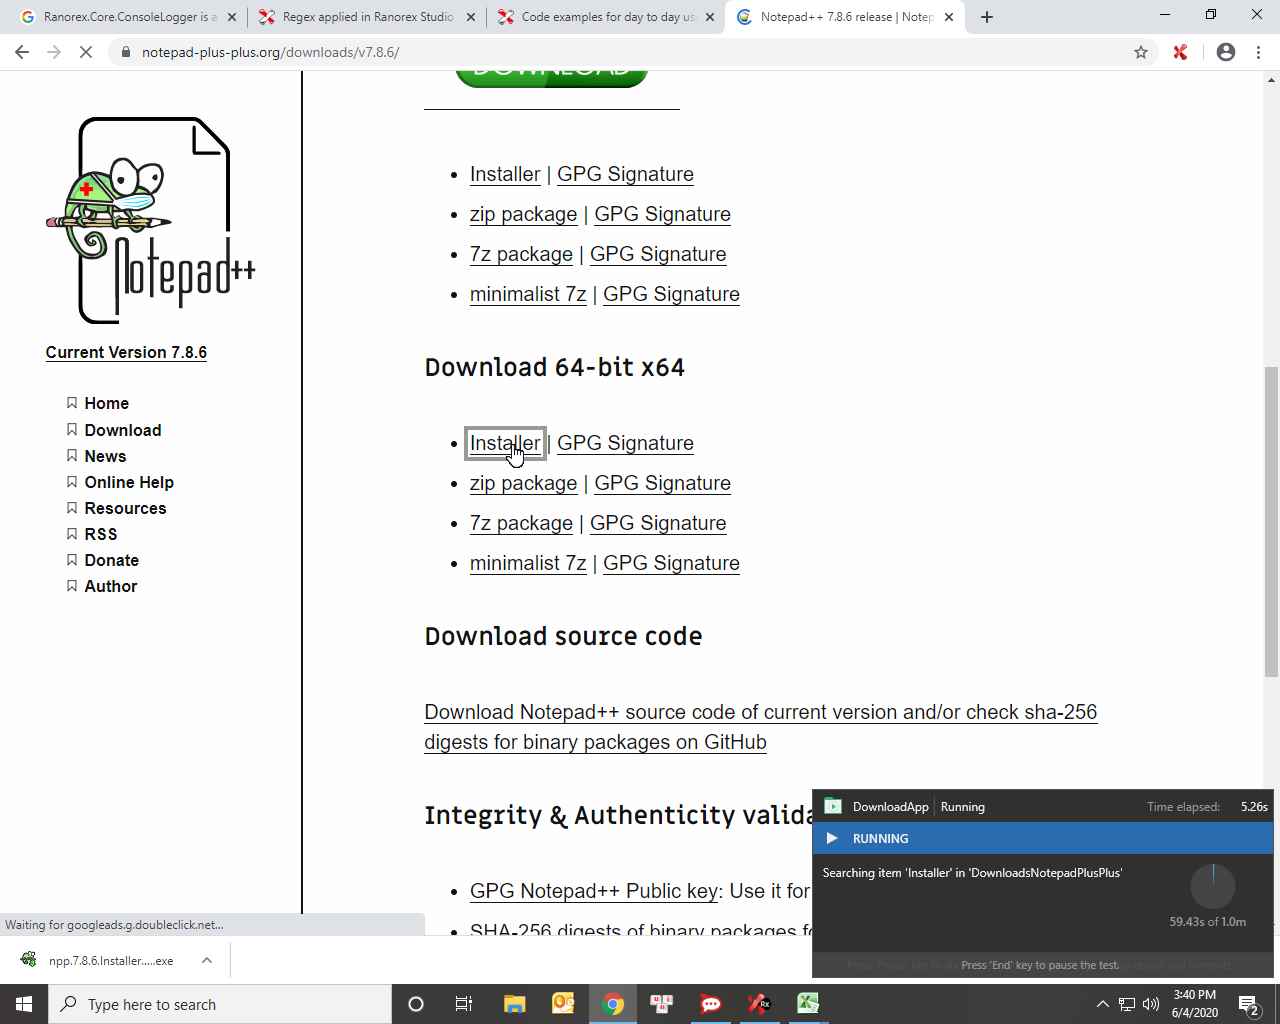 Ranorex.Core.ConsoleLogger is a
Regex applied in Ranorex Studio
Code examples for day to day us
Notepad++ 7.8.6 release | Notep
notepad-plus-plus.org/downloads/v7.8.6/
DOWNLOAD
Notepad++
Current Version 7.8.6
Home
Download
News
Online Help
Resources
RSS
Donate
Author
Installer | GPG Signature
zip package | GPG Signature
7z package | GPG Signature
minimalist 7z | GPG Signature
Download 64-bit x64
Installer | GPG Signature
zip package | GPG Signature
7z package | GPG Signature
minimalist 7z | GPG Signature
Download source code
Download Notepad++ source code of current version and/or check sha-256
digests for binary packages on GitHub
Integrity & Authenticity valida
GPG Notepad++ Public key: Use it for
SHA-256 digests of binary packages fo
DownloadApp Running Time elapsed: 5.26s
RUNNING
Searching item 'Installer' in 'DownloadsNotepadPlusPlus'
59.43s of 1.0m
Press 'End' key to pause the test.
Waiting for googleads.g.doubleclick.net...
npp.7.8.6.Installer.....exe
Type here to search
Rx
3:40 PM
6/4/2020
2